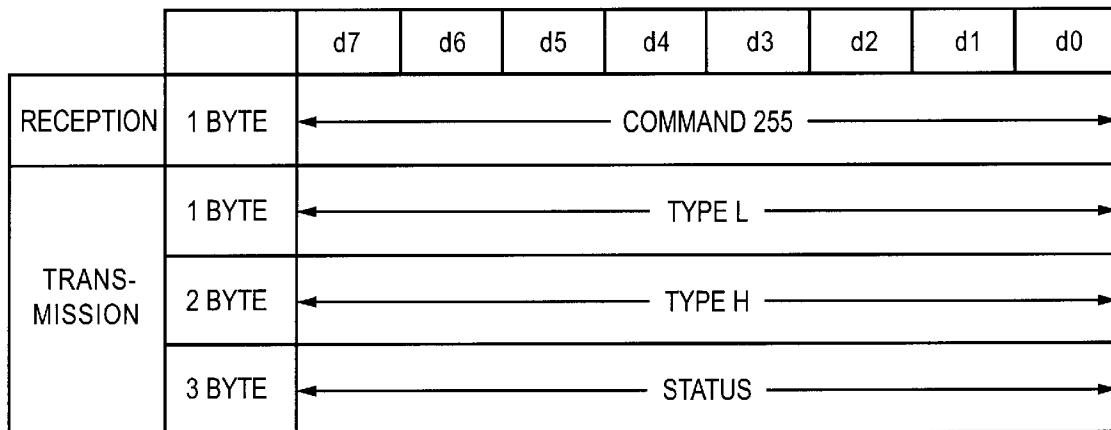 d7 d6 d5 d4 d3 d2 d1 d0
RECEPTION 1 BYTE COMMAND 255
1 BYTE TYPE L
TRANS-
MISSION
2 BYTE TYPE H
3 BYTE STATUS